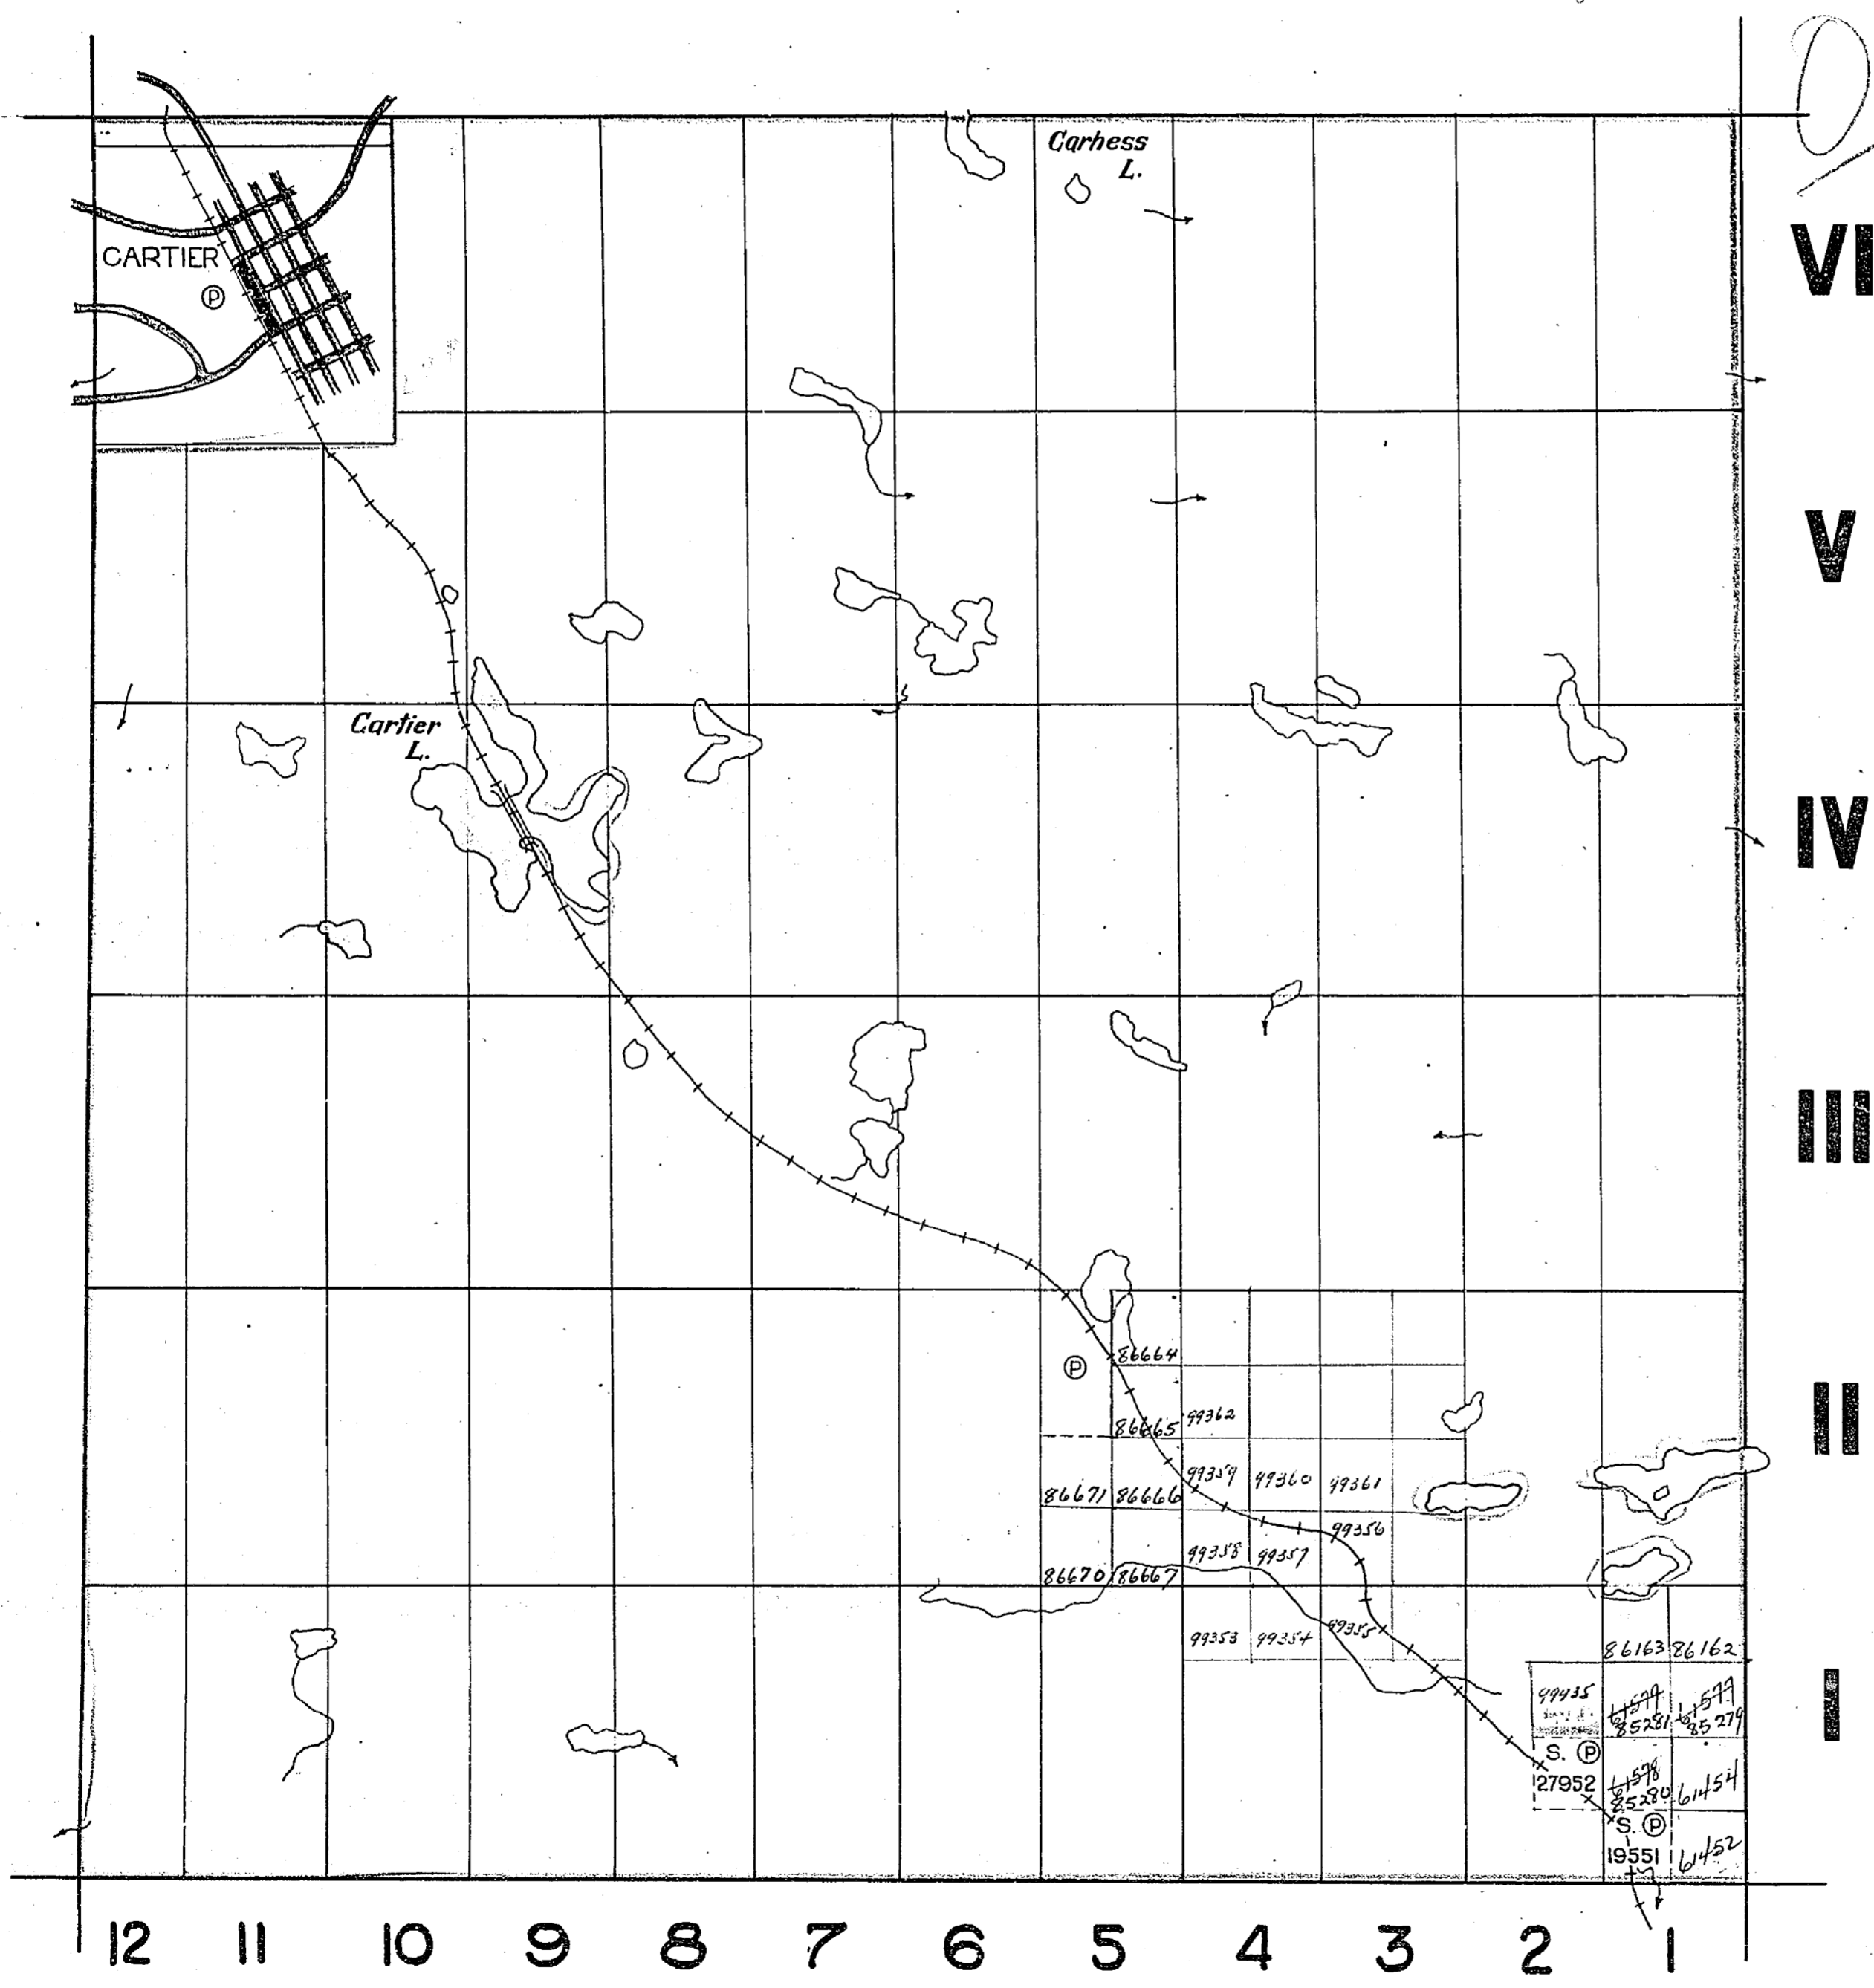 Carhess
L.
VI
CARTIER
P
V
Cartier
L.
IV
III
86664
P
86665 99362
II
99359 99360 99361
86671 86666
99356
99358 99357
86670 86667
99353 99354 99355
86163 86162
99435 61579 61577
85281 85279
I
S. P
27952 61578 61454
85280
S. P
19551 61452
12 11 10 9 8 7 6 5 4 3 2 1